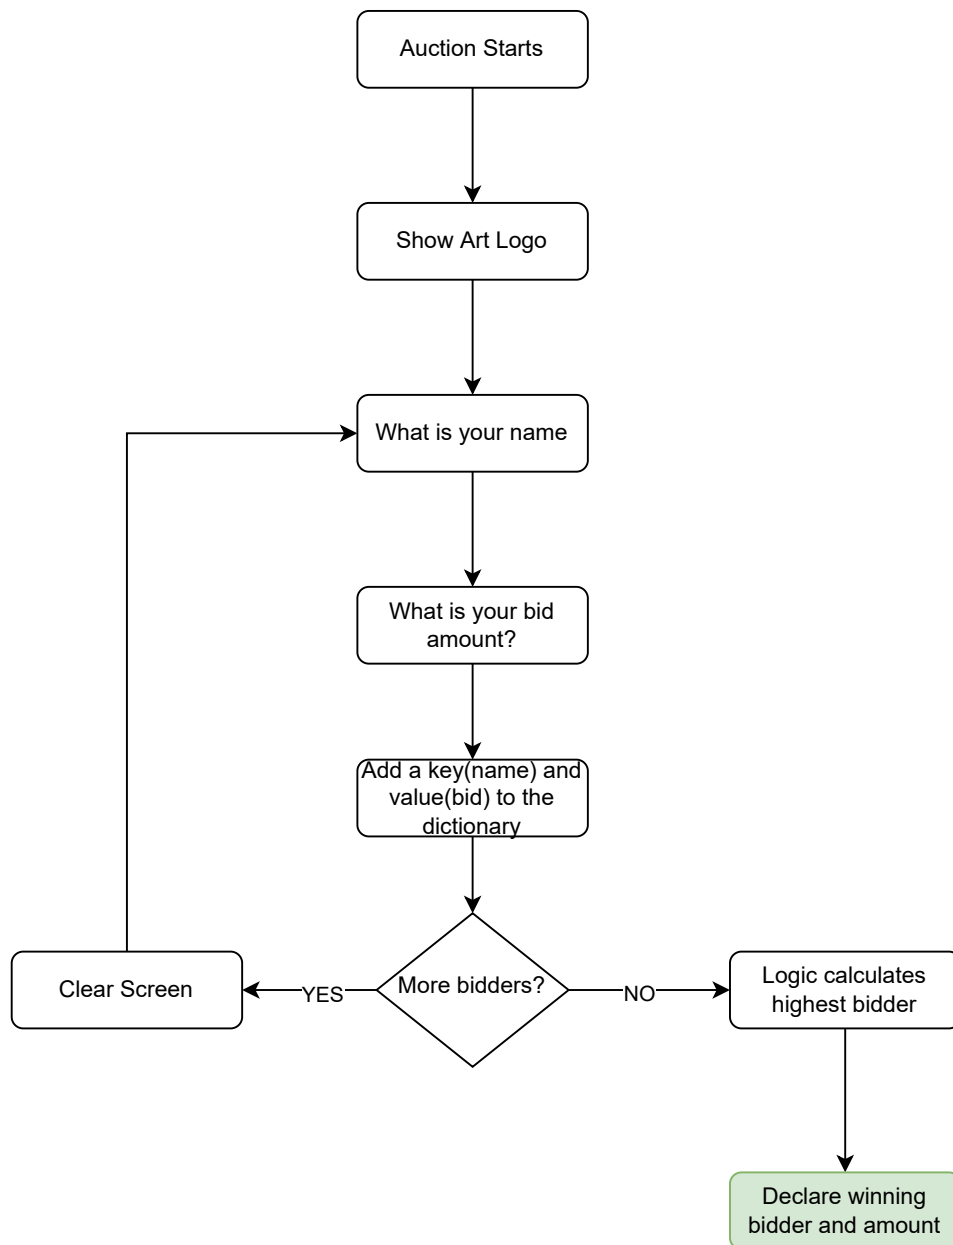 Auction Starts
Show Art Logo
What is your name
What is your bid
amount?
Add a key(name) and
value(bid) to the
dictionary
More bidders?
YES
Clear Screen
NO
Logic calculates
highest bidder
Declare winning
bidder and amount